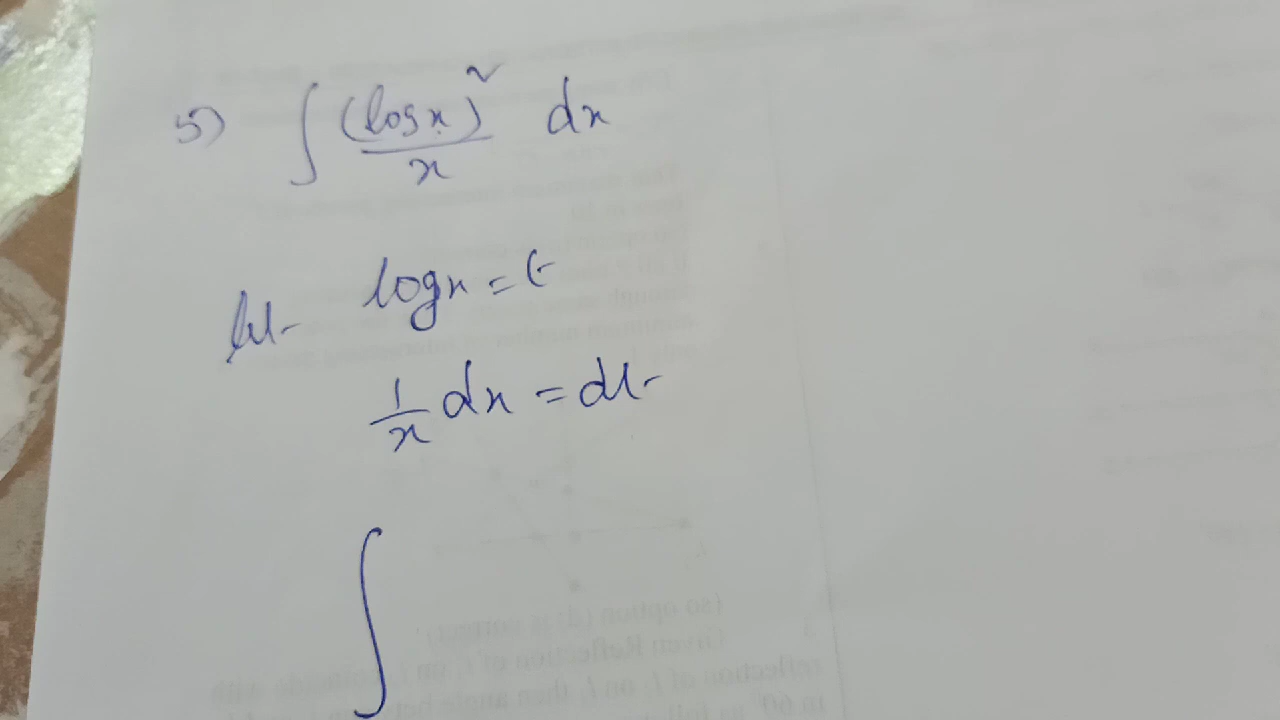 5) ∫ (log x)² / x dx
let log x = t
1/x dx = dt
∫